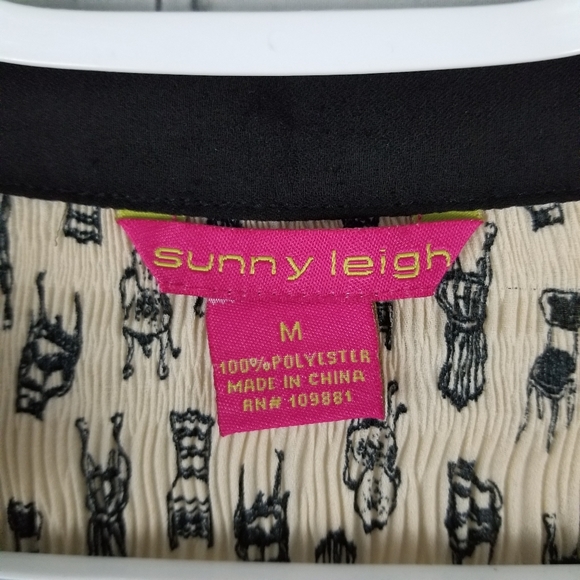 sunny leigh
M
100%POLYESTER
MADE IN CHINA
RN# 109881